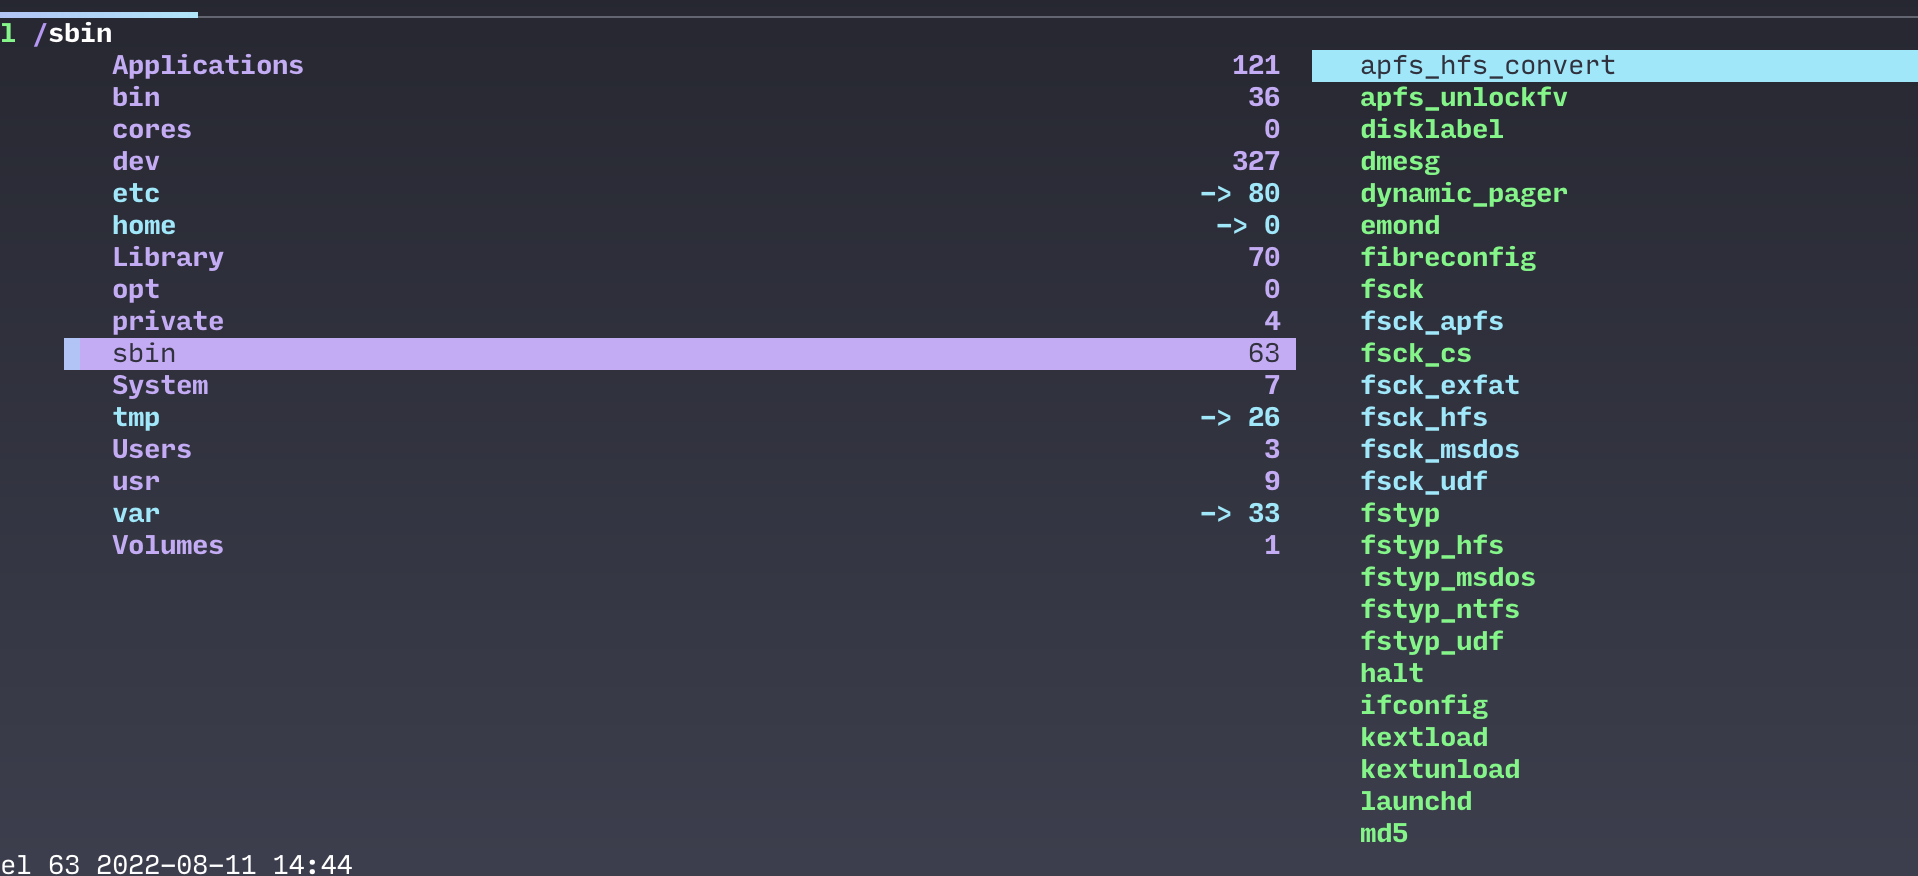 l /sbin
Applications 121
bin 36
cores 0
dev 327
etc -> 80
home -> 0
Library 70
opt 0
private 4
sbin 63
System 7
tmp -> 26
Users 3
usr 9
var -> 33
Volumes 1
apfs_hfs_convert
apfs_unlockfv
disklabel
dmesg
dynamic_pager
emond
fibreconfig
fsck
fsck_apfs
fsck_cs
fsck_exfat
fsck_hfs
fsck_msdos
fsck_udf
fstyp
fstyp_hfs
fstyp_msdos
fstyp_ntfs
fstyp_udf
halt
ifconfig
kextload
kextunload
launchd
md5
el 63 2022-08-11 14:44